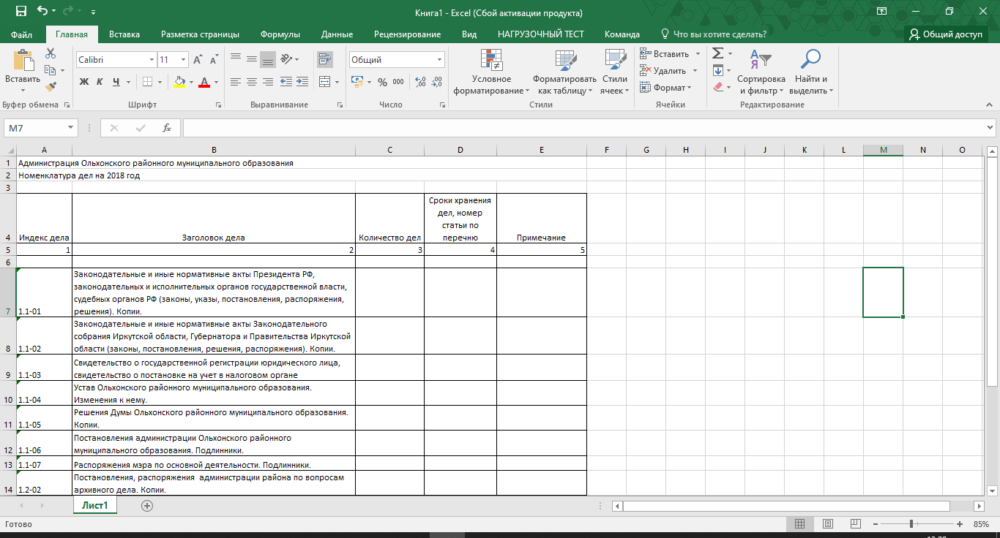 Книга1 - Excel (Сбой активации продукта)
Файл Главная Вставка Разметка страницы Формулы Данные Рецензирование Вид НАГРУЗОЧНЫЙ ТЕСТ Команда Что вы хотите сделать? Общий доступ
Вставить
Calibri 11
Ж К Ч
А
Общий
% 000
Условное форматирование
Форматировать как таблицу
Стили ячеек
Вставить
Удалить
Формат
Сортировка и фильтр
Найти и выделить
Буфер обмена Шрифт Выравнивание Число Стили Ячейки Редактирование
M7 fx
A B C D E F G H I J K L M N O
1 Администрация Ольхонского районного муниципального образования
2 Номенклатура дел на 2018 год
3
4 Индекс дела Заголовок дела Количество дел Сроки хранения дел, номер статьи по перечню Примечание
5 1 2 3 4 5
6
Законодательные и иные нормативные акты Президента РФ,
законодательных и исполнительных органов государственной власти,
судебных органов РФ (законы, указы, постановления, распоряжения,
7 1.1-01 решения). Копии.
Законодательные и иные нормативные акты Законодательного
собрания Иркутской области, Губернатора и Правительства Иркутской
8 1.1-02 области (законы, постановления, решения, распоряжения). Копии.
Свидетельство о государственной регистрации юридического лица,
9 1.1-03 свидетельство о постановке на учет в налоговом органе
Устав Ольхонского районного муниципального образования.
10 1.1-04 Изменения к нему.
Решения Думы Ольхонского районного муниципального образования.
11 1.1-05 Копии.
Постановления администрации Ольхонского районного
12 1.1-06 муниципального образования. Подлинники.
13 1.1-07 Распоряжения мэра по основной деятельности. Подлинники.
Постановления, распоряжения администрации района по вопросам
14 1.2-02 архивного дела. Копии.
Лист1
Готово 85%